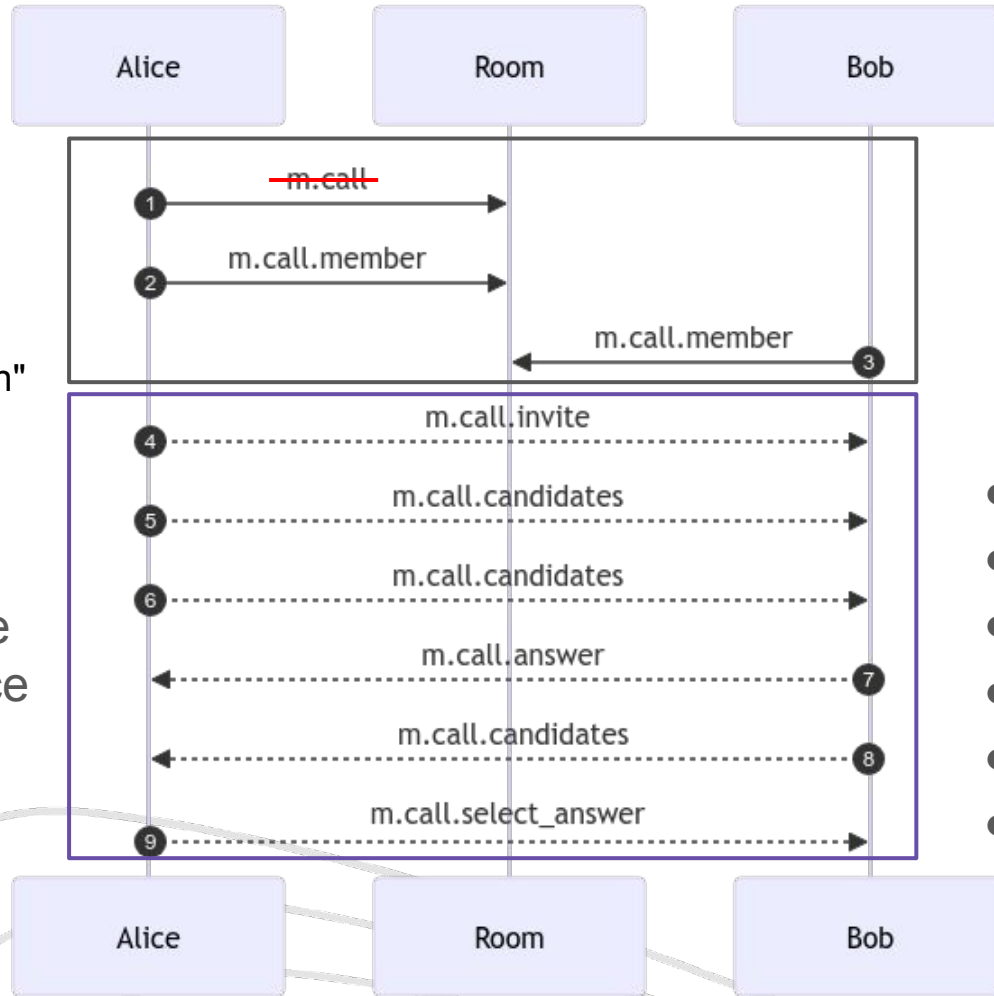 Alice Room Bob
m.call
1
m.call.member
2
m.call.member
3
m.call.invite
4
m.call.candidates
5
m.call.candidates
6
m.call.answer
7
m.call.candidates
8
m.call.select_answer
9
Alice Room Bob